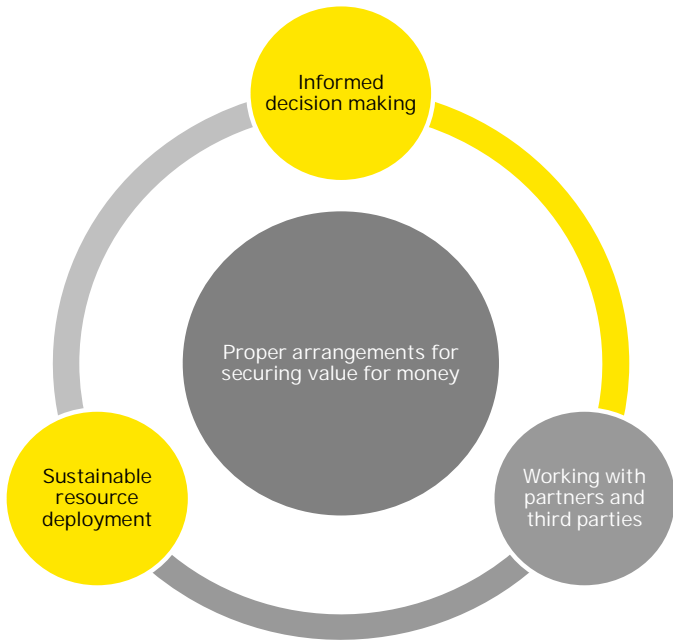 Informed
decision making
Proper arrangements for
securing value for money
Sustainable
resource
deployment
Working with
partners and
third parties